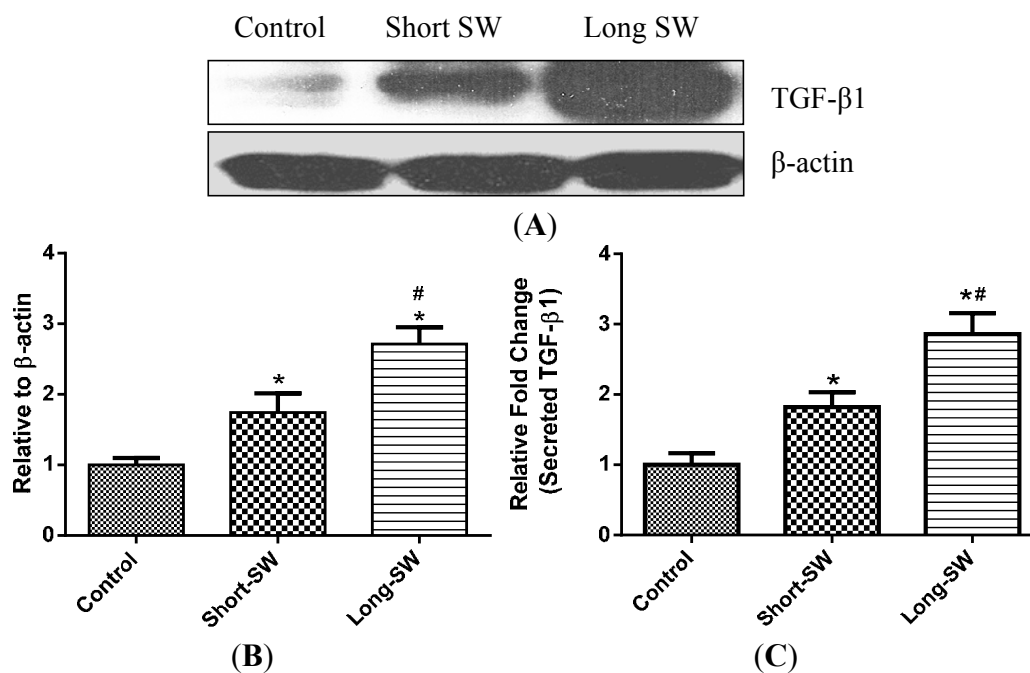 Control Short SW Long SW
TGF-β1
β-actin
(A)
Relative to β-actin
4
3
2
1
0
*
#
*
Control
Short-SW
Long-SW
(B)
Relative Fold Change
(Secreted TGF-β1)
4
3
2
1
0
*
*#
Control
Short-SW
Long-SW
(C)